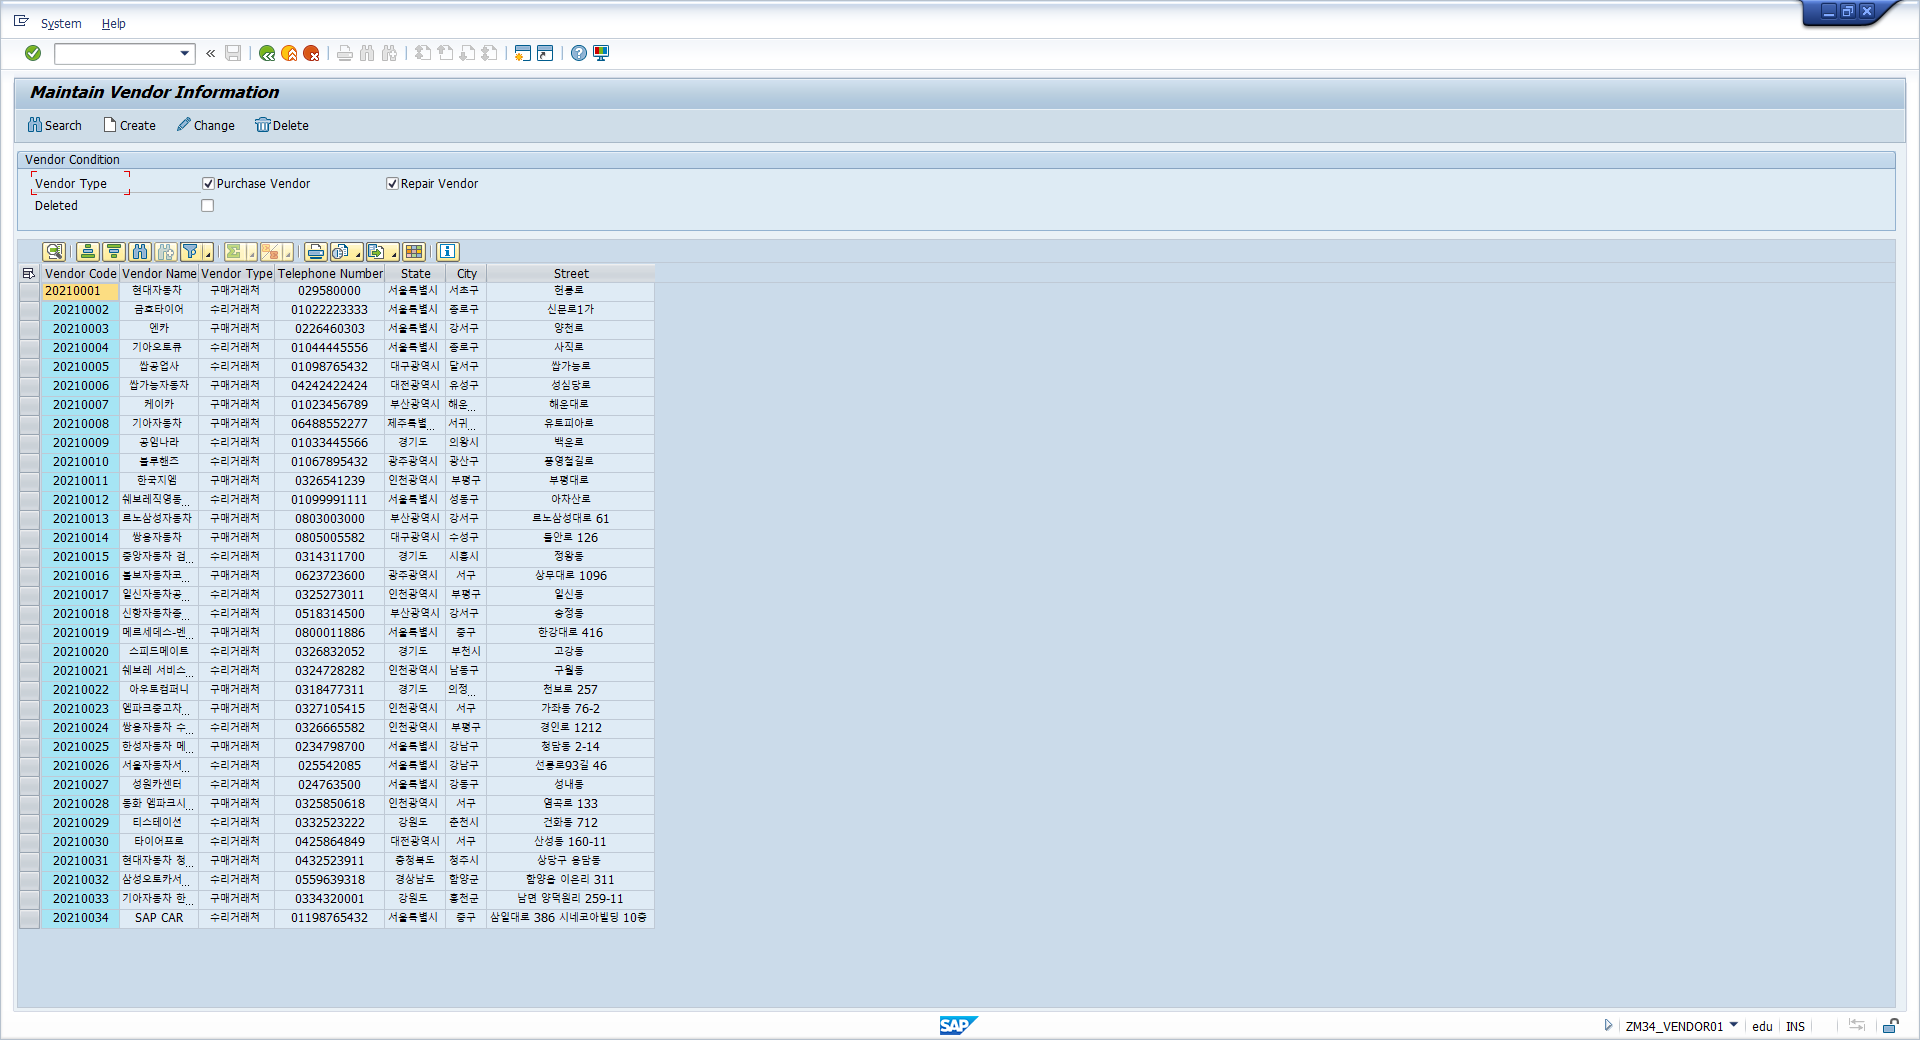 System Help
Maintain Vendor Information
Search Create Change Delete
Vendor Condition
Vendor Type Purchase Vendor Repair Vendor
Deleted
Vendor Code Vendor Name Vendor Type Telephone Number State City Street
20210001 현대자동차 구매거래처 029580000 서울특별시 서초구 헌릉로
20210002 금호타이어 수리거래처 01022223333 서울특별시 종로구 신문로1가
20210003 엔카 구매거래처 0226460303 서울특별시 강서구 양천로
20210004 기아오토큐 수리거래처 01044445556 서울특별시 종로구 사직로
20210005 쌉공업사 수리거래처 01098765432 대구광역시 달서구 쌉가능로
20210006 쌉가능자동차 구매거래처 04242422424 대전광역시 유성구 성심당로
20210007 케이카 구매거래처 01023456789 부산광역시 해운... 해운대로
20210008 기아자동차 구매거래처 06488552277 제주특별... 서귀... 유트피아로
20210009 공임나라 수리거래처 01033445566 경기도 의왕시 백운로
20210010 블루핸즈 수리거래처 01067895432 광주광역시 광산구 풍영철길로
20210011 한국지엠 구매거래처 0326541239 인천광역시 부평구 부평대로
20210012 쉐보레직영동... 수리거래처 01099991111 서울특별시 성동구 아차산로
20210013 르노삼성자동차 구매거래처 0803003000 부산광역시 강서구 르노삼성대로 61
20210014 쌍용자동차 구매거래처 0805005582 대구광역시 수성구 들안로 126
20210015 중앙자동차 검... 수리거래처 0314311700 경기도 시흥시 정왕동
20210016 볼보자동차코... 구매거래처 0623723600 광주광역시 서구 상무대로 1096
20210017 일신자동차공... 수리거래처 0325273011 인천광역시 부평구 일신동
20210018 신항자동차종... 수리거래처 0518314500 부산광역시 강서구 송정동
20210019 메르세데스-벤... 구매거래처 0800011886 서울특별시 중구 한강대로 416
20210020 스피드메이트 수리거래처 0326832052 경기도 부천시 고강동
20210021 쉐보레 서비스... 수리거래처 0324728282 인천광역시 남동구 구월동
20210022 아우토컴퍼니 구매거래처 0318477311 경기도 의정... 천보로 257
20210023 엠파크중고차... 구매거래처 0327105415 인천광역시 서구 가좌동 76-2
20210024 쌍용자동차 수... 수리거래처 0326665582 인천광역시 부평구 경인로 1212
20210025 한성자동차 메... 구매거래처 0234798700 서울특별시 강남구 청담동 2-14
20210026 서울자동차서... 수리거래처 025542085 서울특별시 강남구 선릉로93길 46
20210027 성원카센터 수리거래처 024763500 서울특별시 강동구 성내동
20210028 동화 엠파크시... 구매거래처 0325850618 인천광역시 서구 염곡로 133
20210029 티스테이션 수리거래처 0332523222 강원도 춘천시 건화동 712
20210030 타이어프로 수리거래처 0425864849 대전광역시 서구 산성동 160-11
20210031 현대자동차 청... 구매거래처 0432523911 충청북도 청주시 상당구 용담동
20210032 삼성오토카서... 수리거래처 0559639318 경상남도 함양군 함양읍 이은리 311
20210033 기아자동차 한... 구매거래처 0334320001 강원도 홍천군 남면 양덕원리 259-11
20210034 SAP CAR 수리거래처 01198765432 서울특별시 중구 삼일대로 386 시네코아빌딩 10층
SAP
ZM34_VENDOR01 edu INS